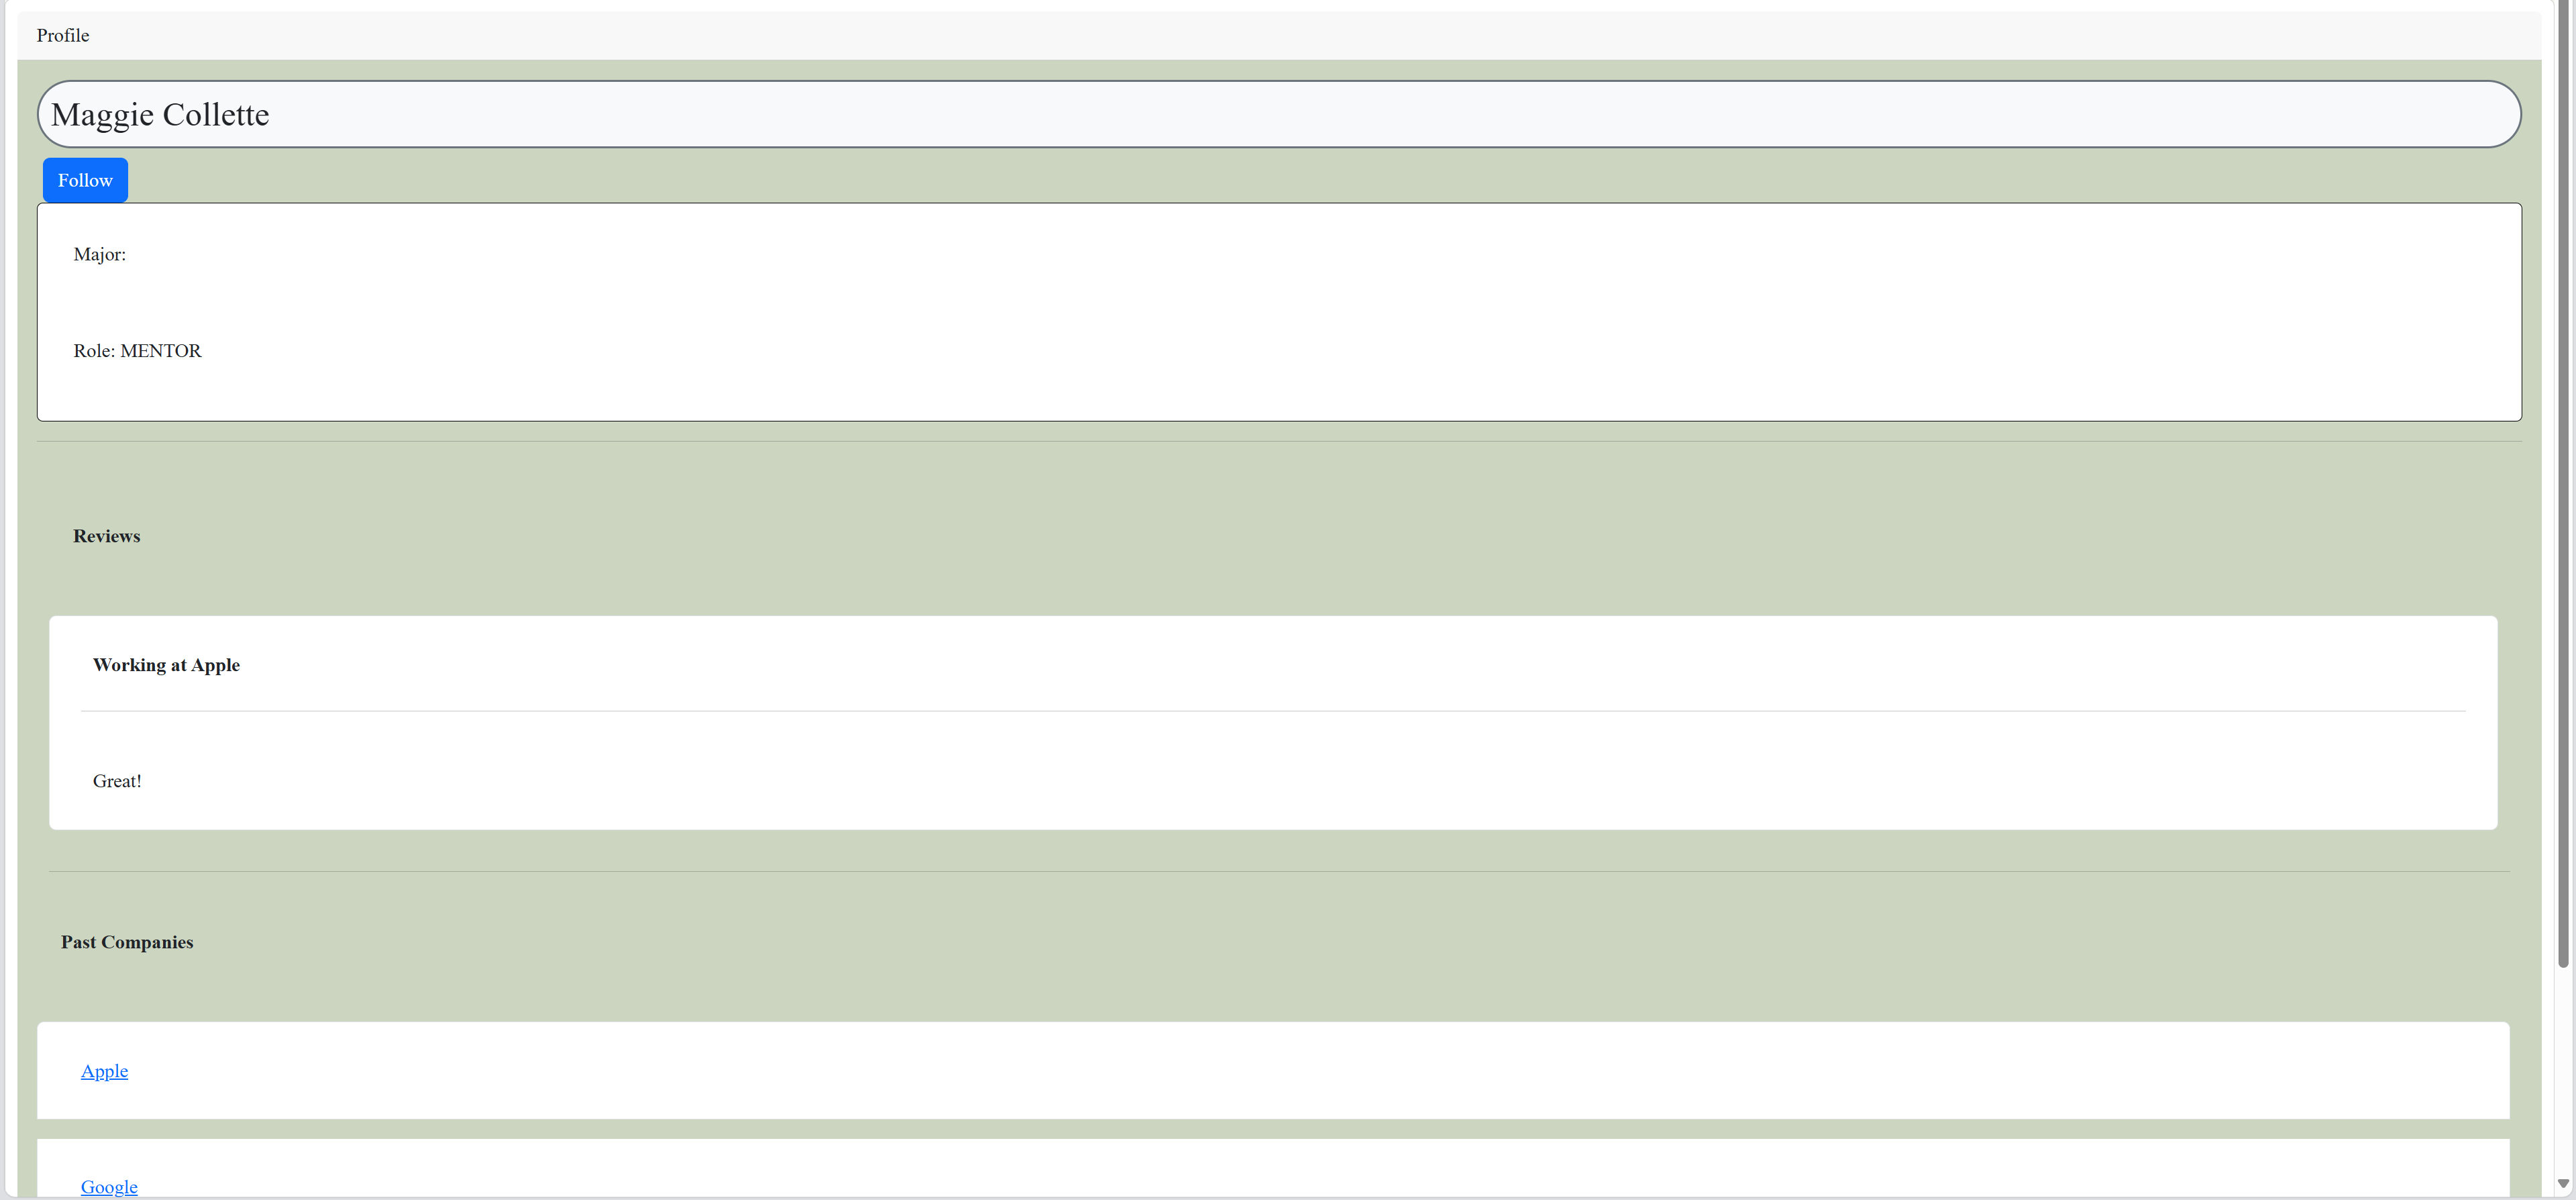 Profile
Maggie Collette
Follow
Major:
Role: MENTOR
Reviews
Working at Apple
Great!
Past Companies
Apple
Google